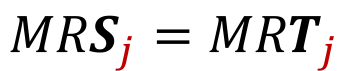 MRS_j = MRT_j